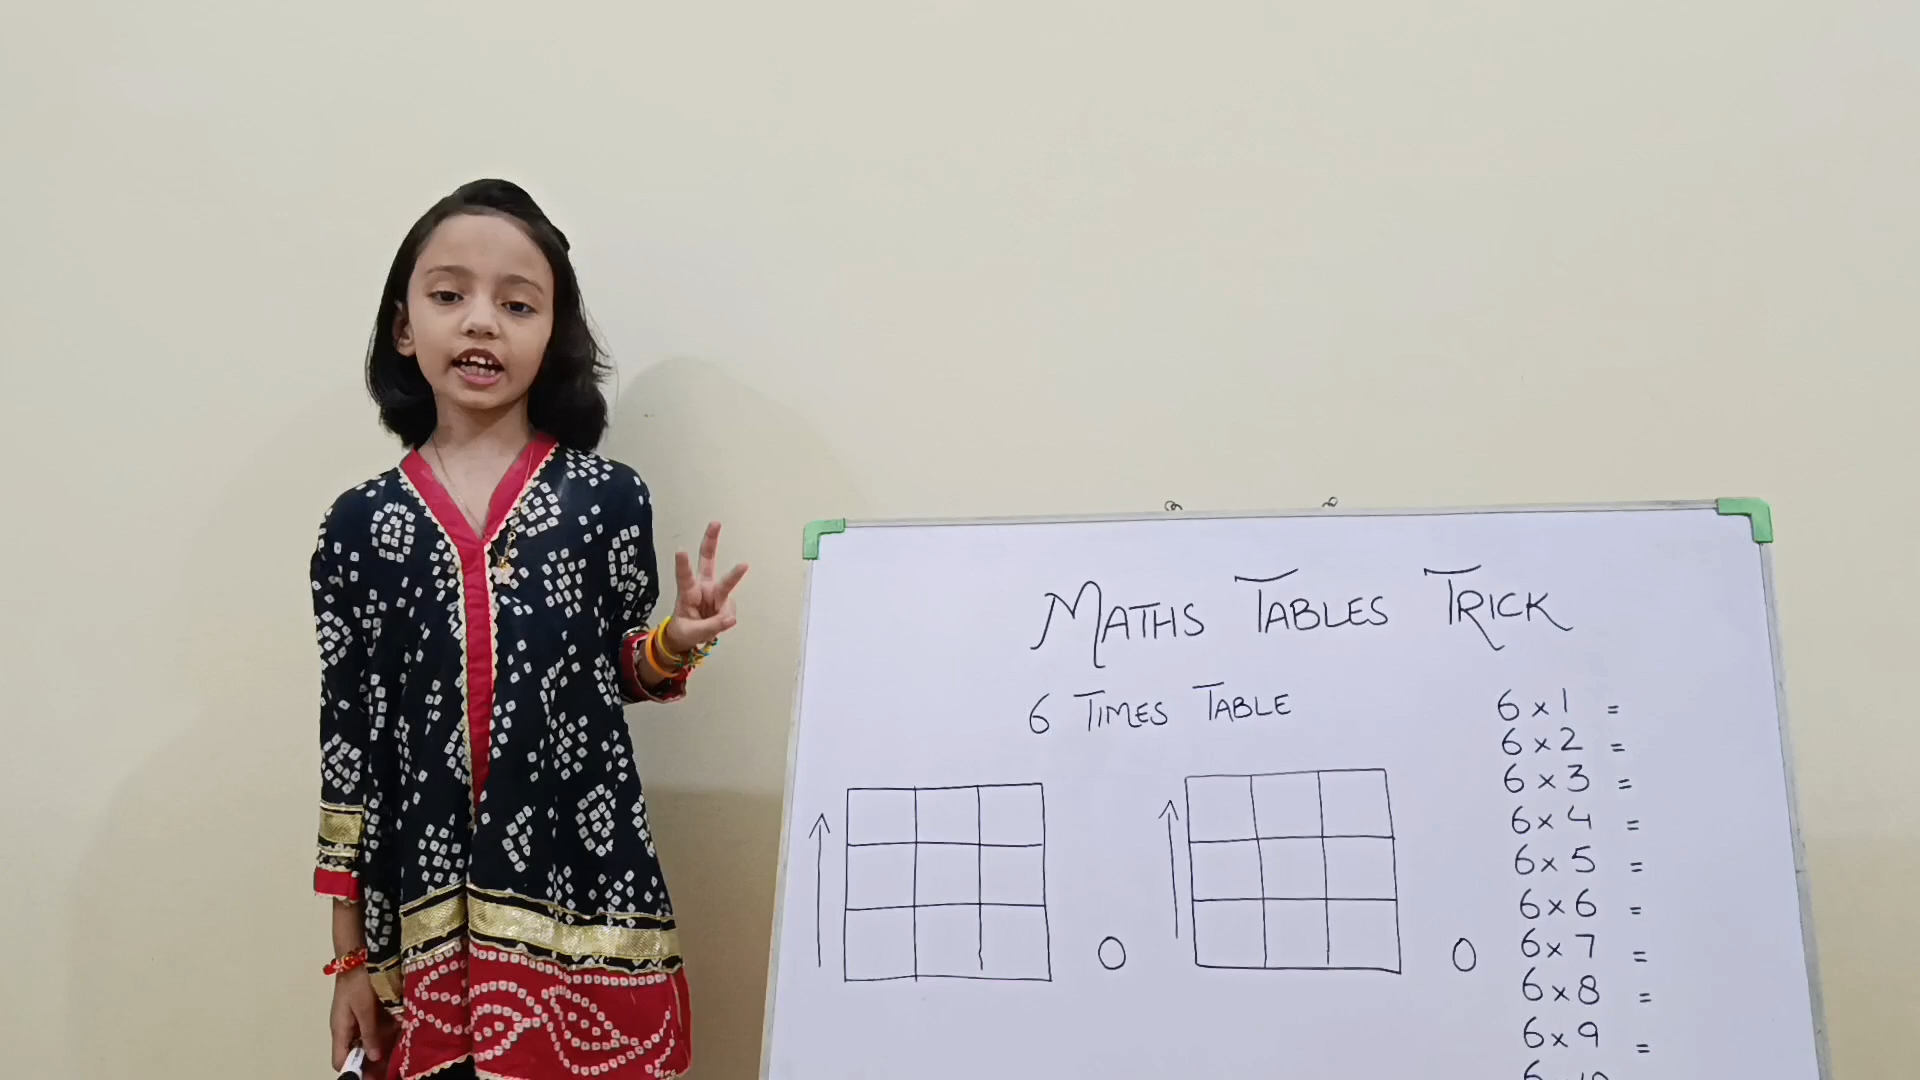 MATHS TABLES TRICK
6 TIMES TABLE
0
0
6 x 1 =
6 x 2 =
6 x 3 =
6 x 4 =
6 x 5 =
6 x 6 =
6 x 7 =
6 x 8 =
6 x 9 =